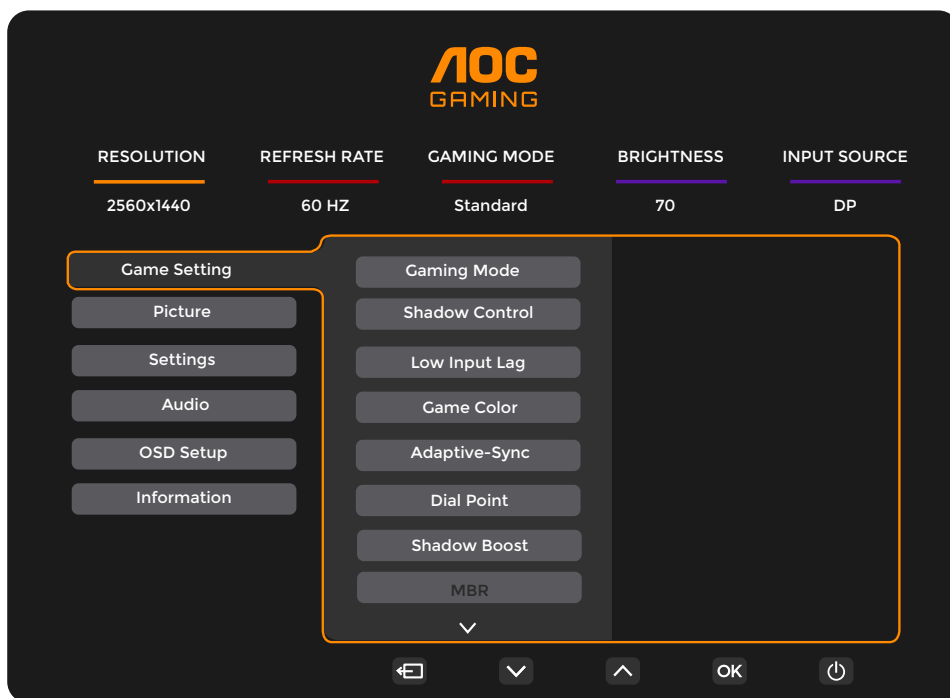 AOC
GAMING
RESOLUTION REFRESH RATE GAMING MODE BRIGHTNESS INPUT SOURCE
2560x1440 60 HZ Standard 70 DP
Game Setting
Picture
Settings
Audio
OSD Setup
Information
Gaming Mode
Shadow Control
Low Input Lag
Game Color
Adaptive-Sync
Dial Point
Shadow Boost
MBR
OK